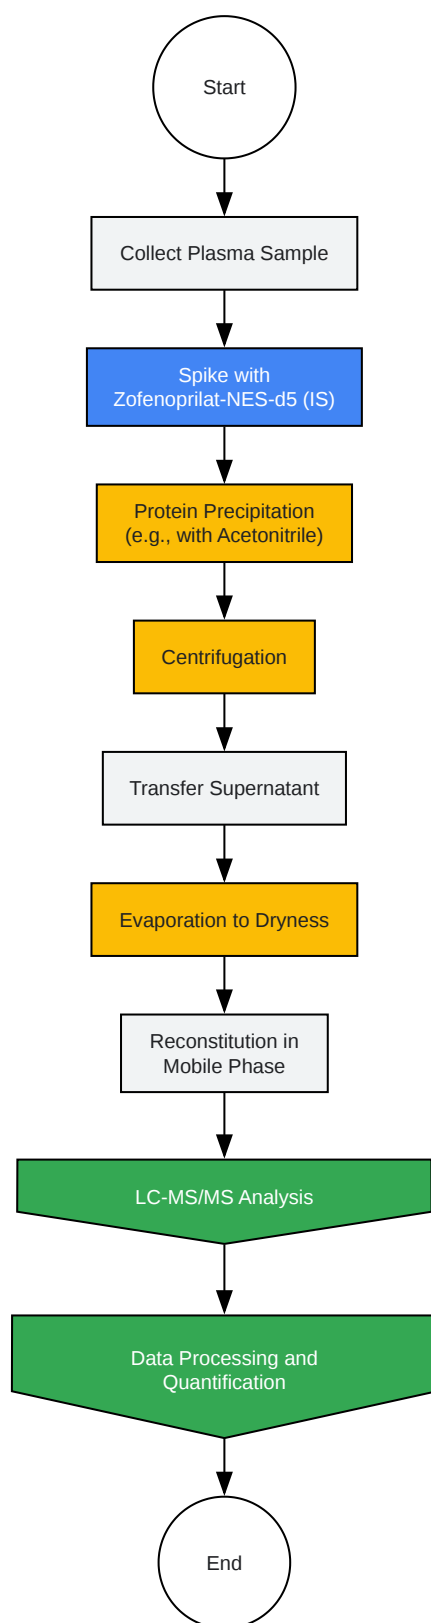 Start
Collect Plasma Sample
Spike with
Zofenoprilat-NES-d5 (IS)
Protein Precipitation
(e.g., with Acetonitrile)
Centrifugation
Transfer Supernatant
Evaporation to Dryness
Reconstitution in
Mobile Phase
LC-MS/MS Analysis
Data Processing and
Quantification
End